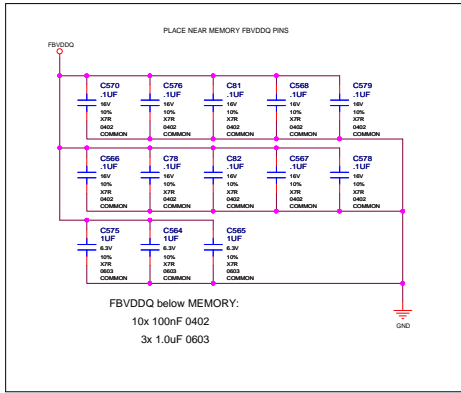 PLACE NEAR MEMORY FBVDDQ PINS
FBVDDQ
C570 C576 C81 C568 C579
.1UF .1UF .1UF .1UF .1UF
16V 16V 16V 16V 16V
10% 10% 10% 10% 10%
X7R X7R X7R X7R X7R
0402 0402 0402 0402 0402
COMMON COMMON COMMON COMMON COMMON
C566 C78 C82 C567 C578
.1UF .1UF .1UF .1UF .1UF
16V 16V 16V 16V 16V
10% 10% 10% 10% 10%
X7R X7R X7R X7R X7R
0402 0402 0402 0402 0402
COMMON COMMON COMMON COMMON COMMON
C575 C564 C565
1UF 1UF 1UF
6.3V 6.3V 6.3V
10% 10% 10%
X7R X7R X7R
0603 0603 0603
COMMON COMMON COMMON
FBVDDQ below MEMORY:
10x 100nF 0402
3x 1.0uF 0603
GND